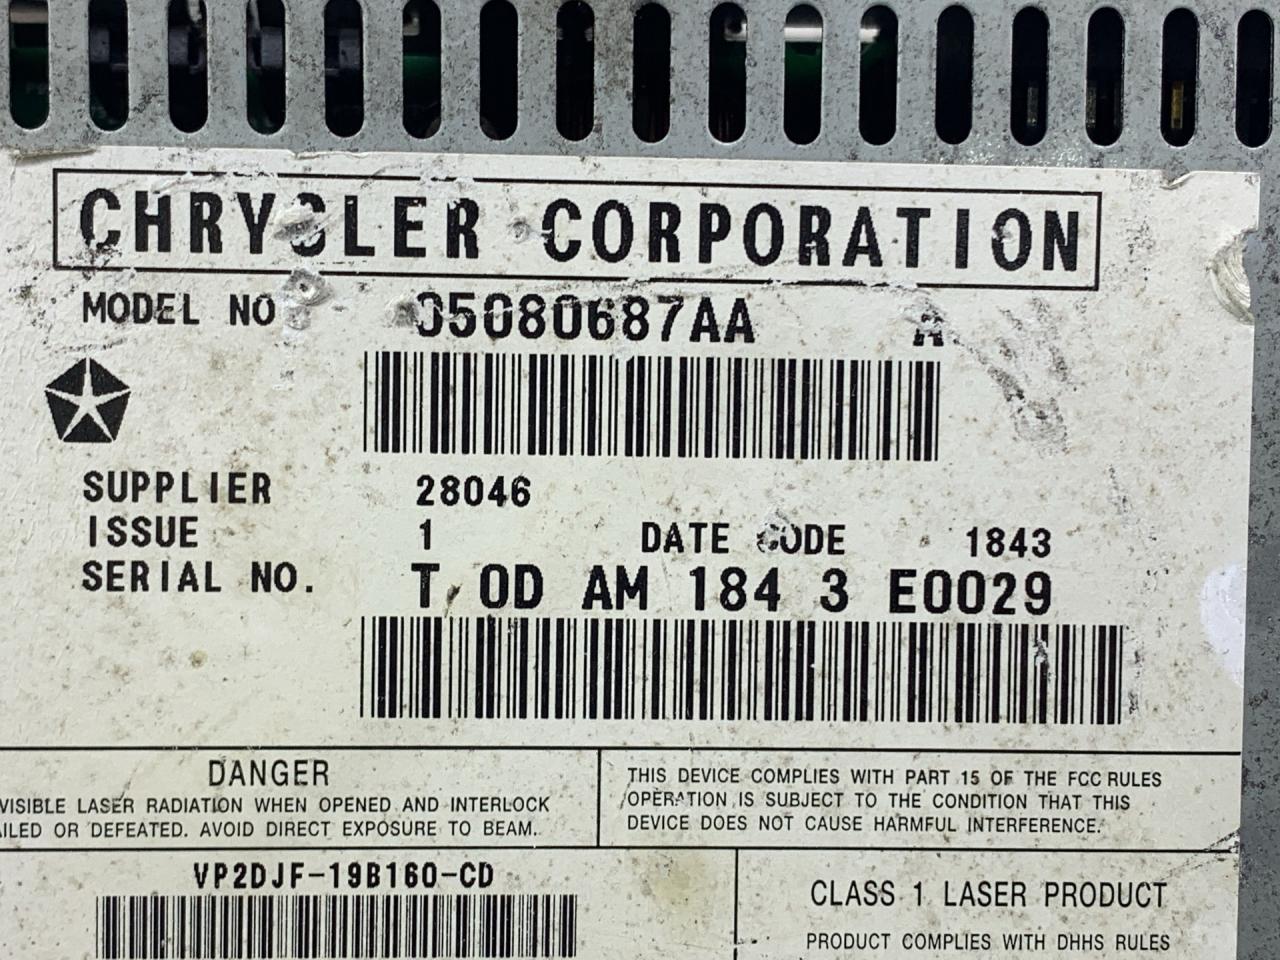 CHRYSLER CORPORATION
MODEL NO 05080687AA A
SUPPLIER 28046
ISSUE 1 DATE CODE 1843
SERIAL NO. T 0D AM 184 3 E0029
DANGER
VISIBLE LASER RADIATION WHEN OPENED AND INTERLOCK
AILED OR DEFEATED. AVOID DIRECT EXPOSURE TO BEAM.
THIS DEVICE COMPLIES WITH PART 15 OF THE FCC RULES
OPERATION IS SUBJECT TO THE CONDITION THAT THIS
DEVICE DOES NOT CAUSE HARMFUL INTERFERENCE.
VP2DJF-19B160-CD
CLASS 1 LASER PRODUCT
PRODUCT COMPLIES WITH DHHS RULES